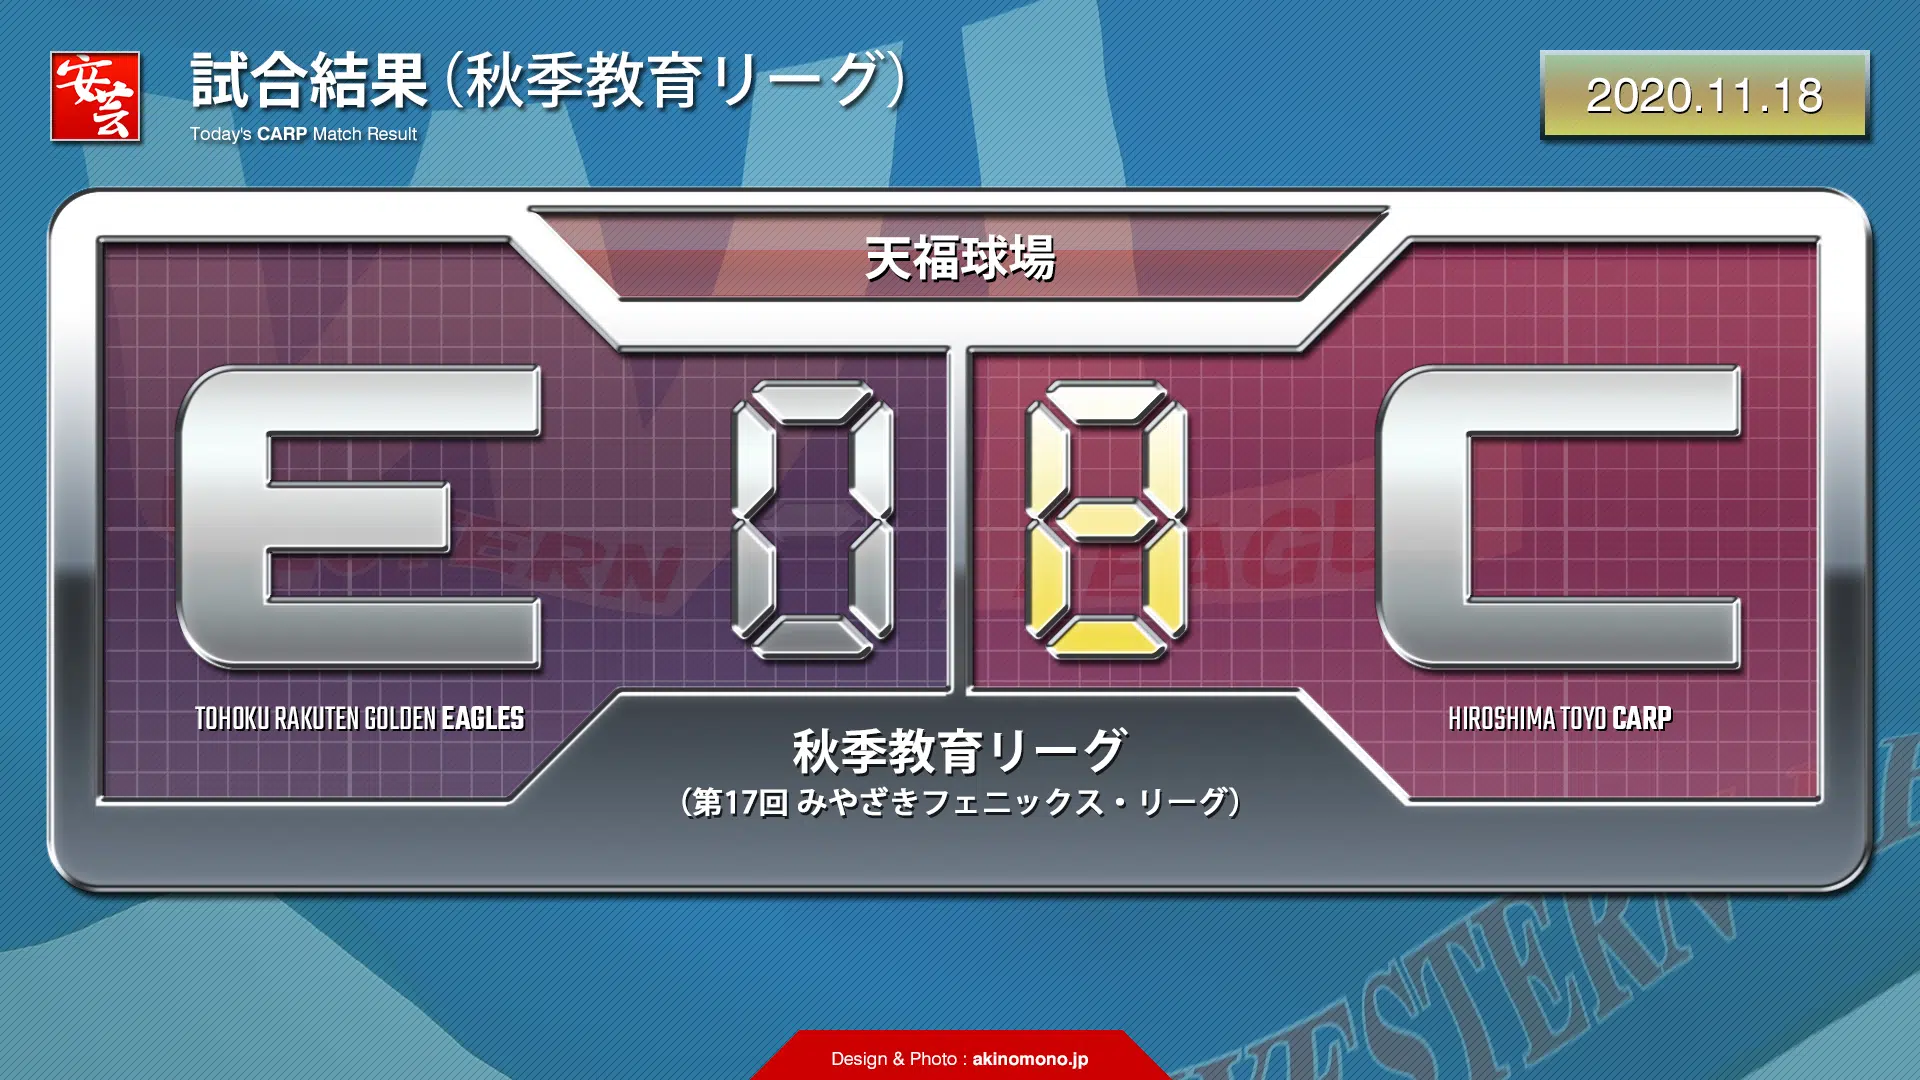 安芸
試合結果（秋季教育リーグ）
Today's CARP Match Result
2020.11.18
天福球場
E 0 8 C
TOHOKU RAKUTEN GOLDEN EAGLES
HIROSHIMA TOYO CARP
秋季教育リーグ
（第17回 みやざきフェニックス・リーグ）
WESTERN
LEAGU
Design & Photo : akinomono.jp